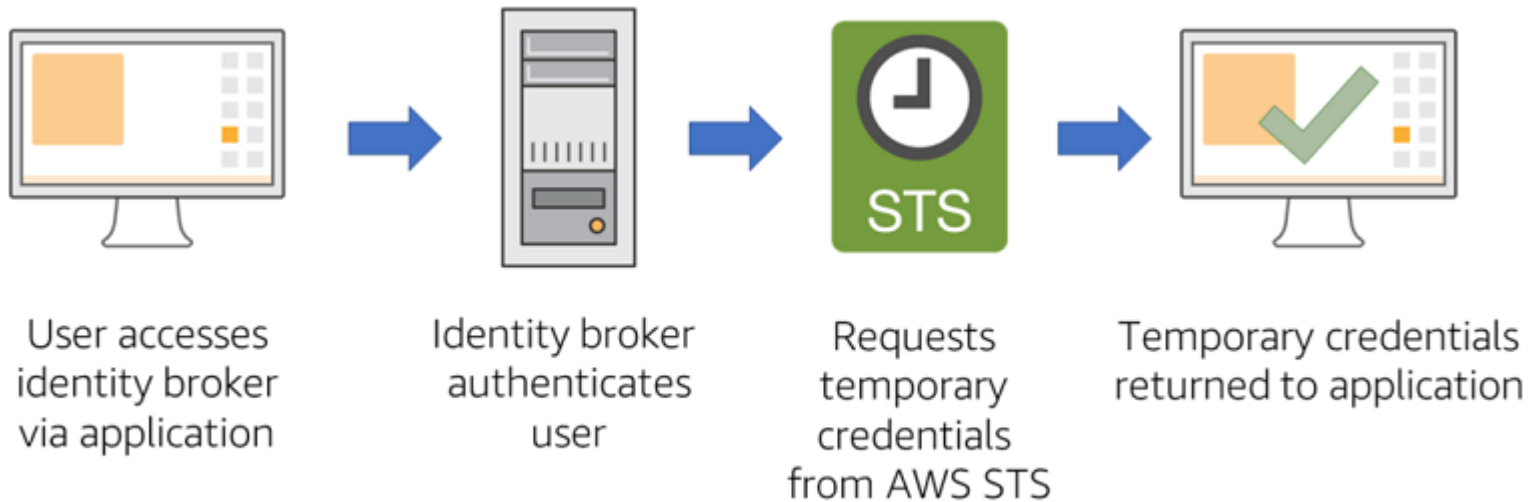 STS
User accesses
identity broker
via application
Identity broker
authenticates
user
Requests
temporary
credentials
from AWS STS
Temporary credentials
returned to application